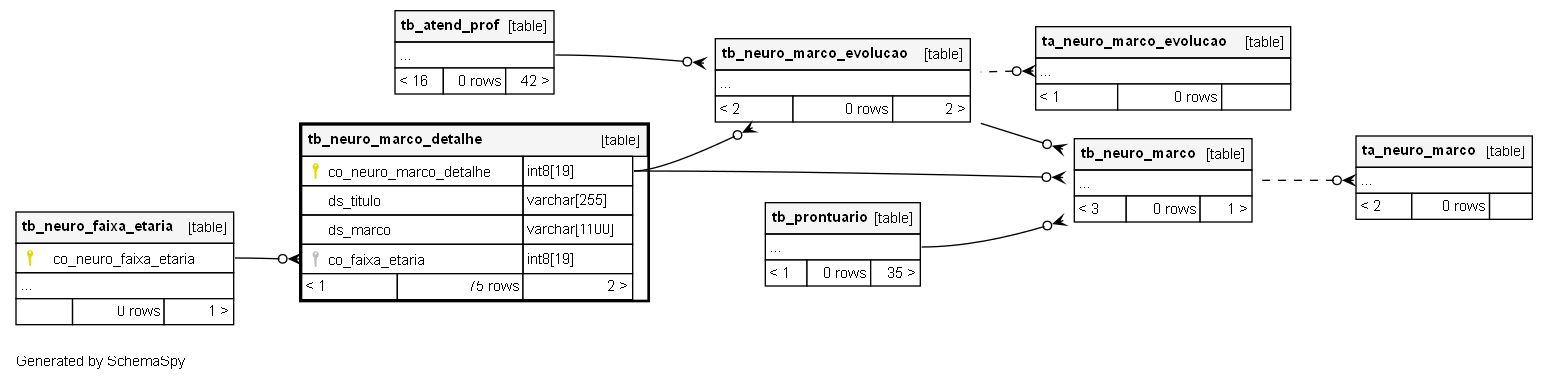 tb_atend_prof [table]
...
< 16 0 rows 42 >
tb_neuro_marco_evolucao [table]
...
< 2 0 rows 2 >
ta_neuro_marco_evolucao [table]
...
< 1 0 rows
tb_neuro_marco_detalhe [table]
co_neuro_marco_detalhe int8[19]
ds_titulo varchar[255]
ds_marco varchar[1100]
co_faixa_etaria int8[19]
< 1 75 rows 2 >
tb_neuro_marco [table]
...
< 3 0 rows 1 >
ta_neuro_marco [table]
...
< 2 0 rows
tb_prontuario [table]
...
< 1 0 rows 35 >
tb_neuro_faixa_etaria [table]
co_neuro_faixa_etaria
...
0 rows 1 >
Generated by SchemaSpy